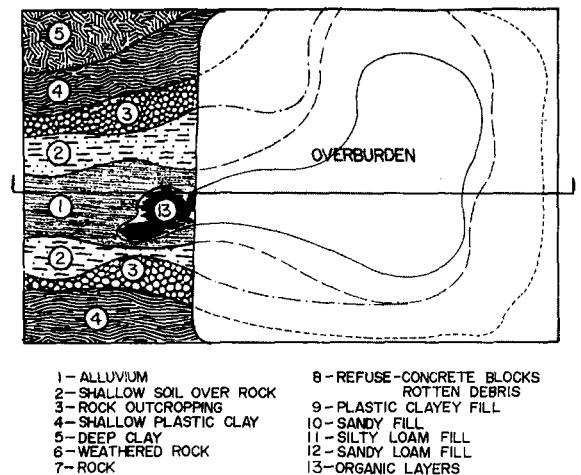 5
4
3
2
OVERBURDEN
1
13
2
3
4
1-ALLUVIUM
2-SHALLOW SOIL OVER ROCK
3-ROCK OUTCROPPING
4-SHALLOW PLASTIC CLAY
5-DEEP CLAY
6-WEATHERED ROCK
7-ROCK
8-REFUSE-CONCRETE BLOCKS
ROTTEN DEBRIS
9-PLASTIC CLAYEY FILL
10-SANDY FILL
11-SILTY LOAM FILL
12-SANDY LOAM FILL
13-ORGANIC LAYERS